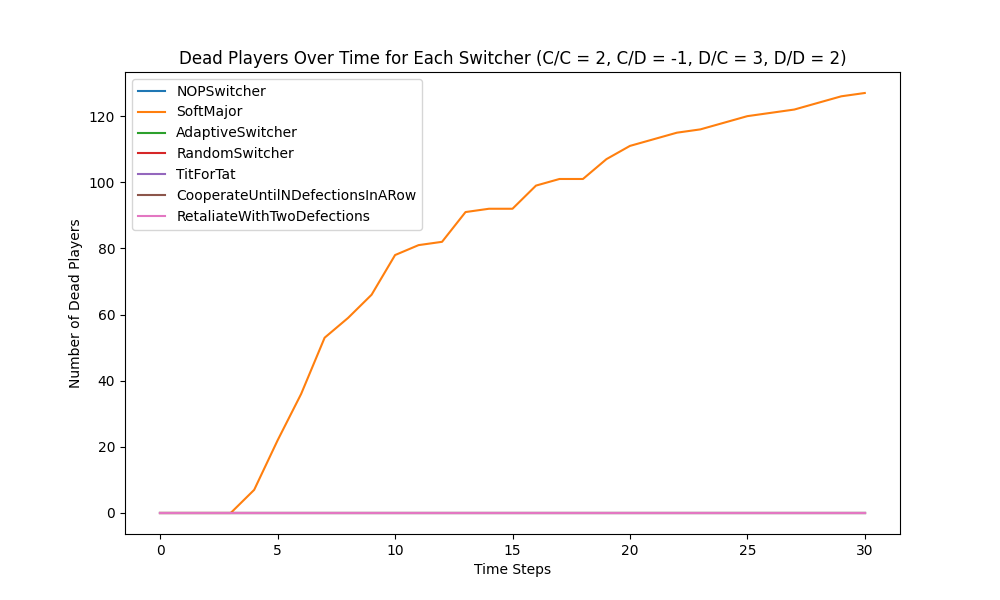 Dead Players Over Time for Each Switcher (C/C = 2, C/D = -1, D/C = 3, D/D = 2)
NOPSwitcher
SoftMajor
AdaptiveSwitcher
RandomSwitcher
TitForTat
CooperateUntilNDefectionsInARow
RetaliateWithTwoDefections
Number of Dead Players
120
100
80
60
40
20
0
0 5 10 15 20 25 30
Time Steps